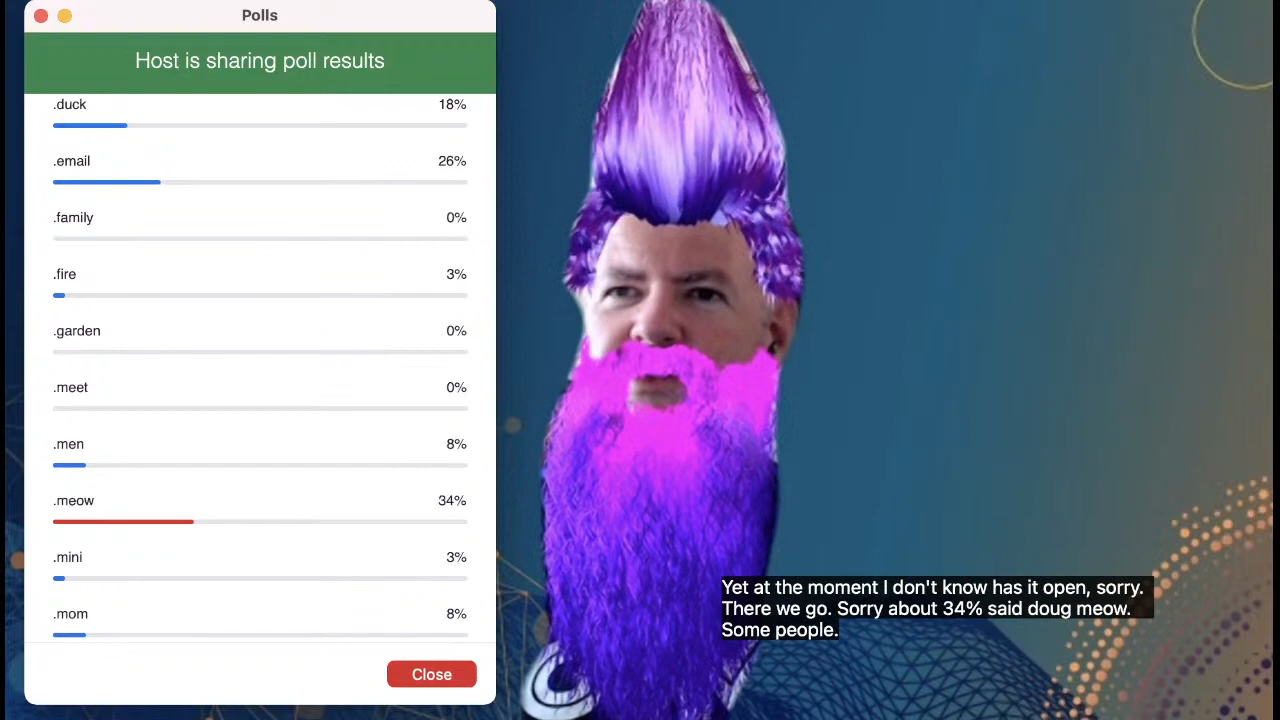 Polls
Host is sharing poll results
.duck 18%
.email 26%
.family 0%
.fire 3%
.garden 0%
.meet 0%
.men 8%
.meow 34%
.mini 3%
.mom 8%
Close
Yet at the moment I don't know has it open, sorry.
There we go. Sorry about 34% said doug meow.
Some people.